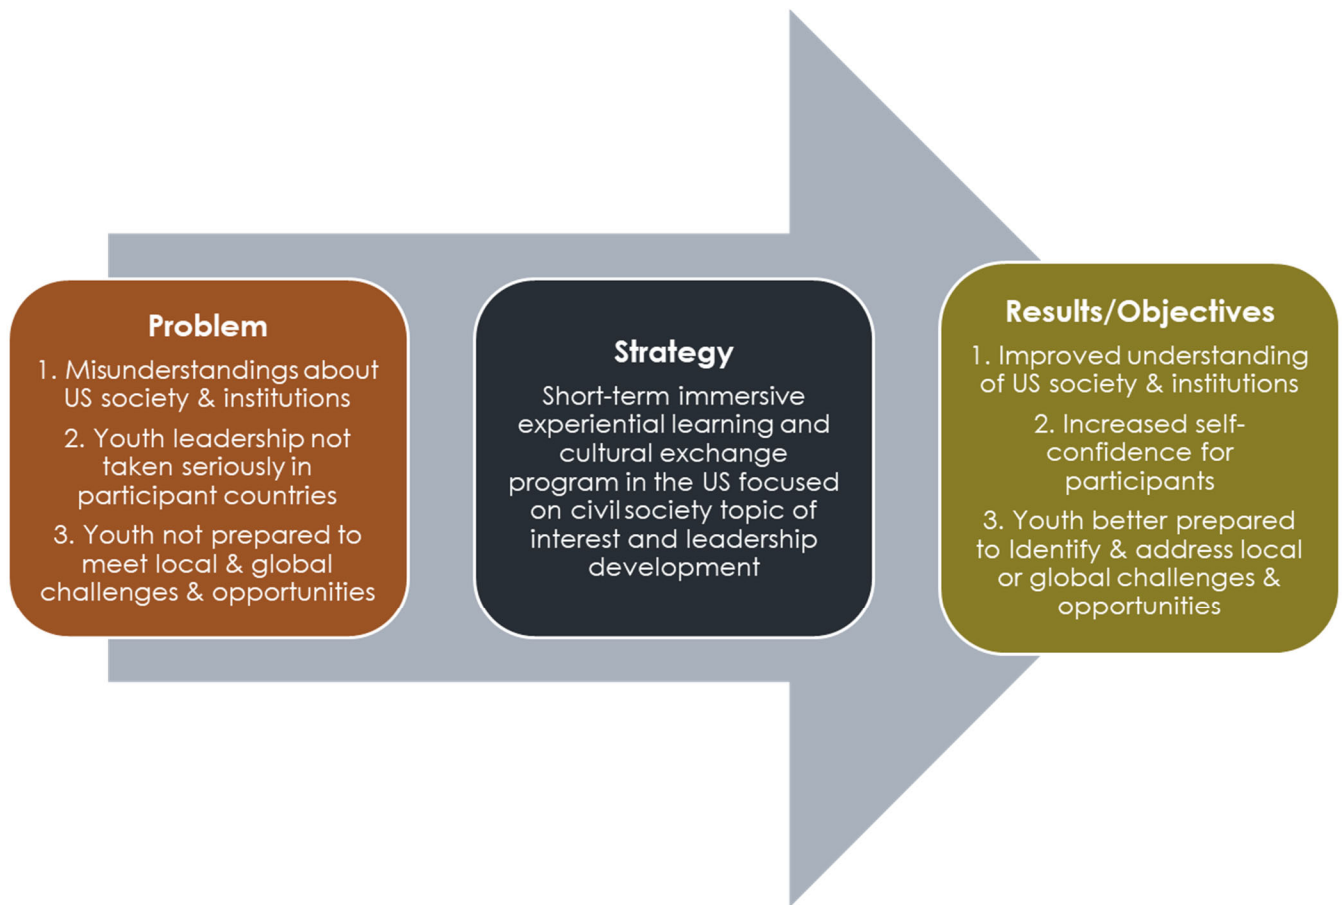 Problem
1. Misunderstandings about
US society & institutions
2. Youth leadership not
taken seriously in
participant countries
3. Youth not prepared to
meet local & global
challenges & opportunities
Strategy
Short-term immersive
experiential learning and
cultural exchange
program in the US focused
on civil society topic of
interest and leadership
development
Results/Objectives
1. Improved understanding
of US society & institutions
2. Increased self-
confidence for
participants
3. Youth better prepared
to Identify & address local
or global challenges &
opportunities